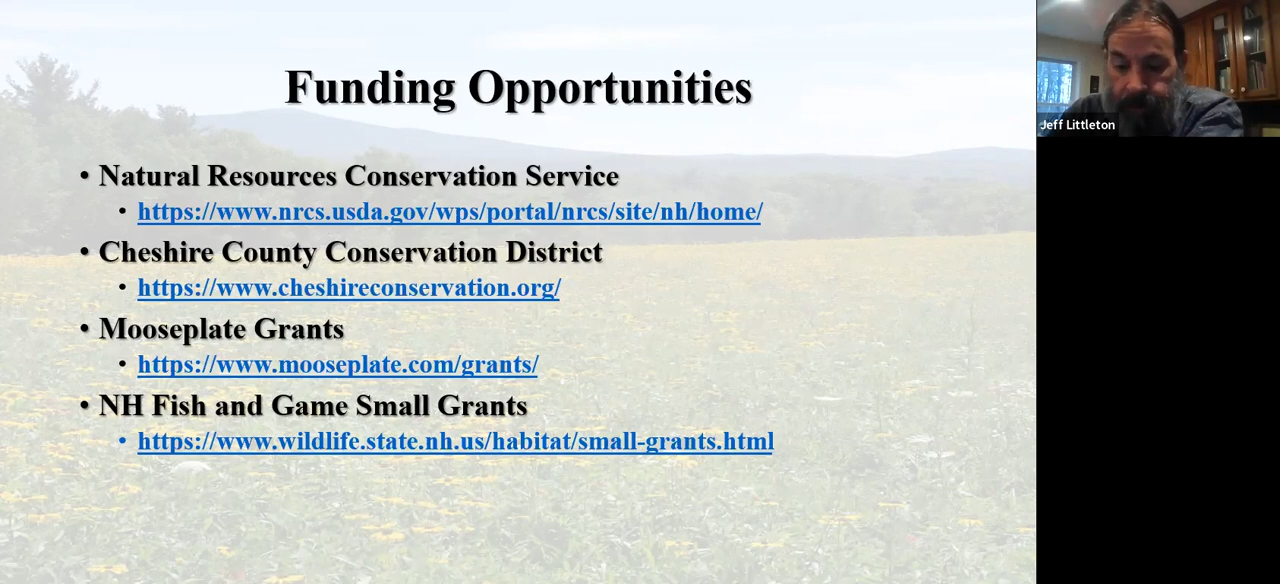 Funding Opportunities
• Natural Resources Conservation Service
• https://www.nrcs.usda.gov/wps/portal/nrcs/site/nh/home/
• Cheshire County Conservation District
• https://www.cheshireconservation.org/
• Mooseplate Grants
• https://www.mooseplate.com/grants/
• NH Fish and Game Small Grants
• https://www.wildlife.state.nh.us/habitat/small-grants.html
Jeff Littleton